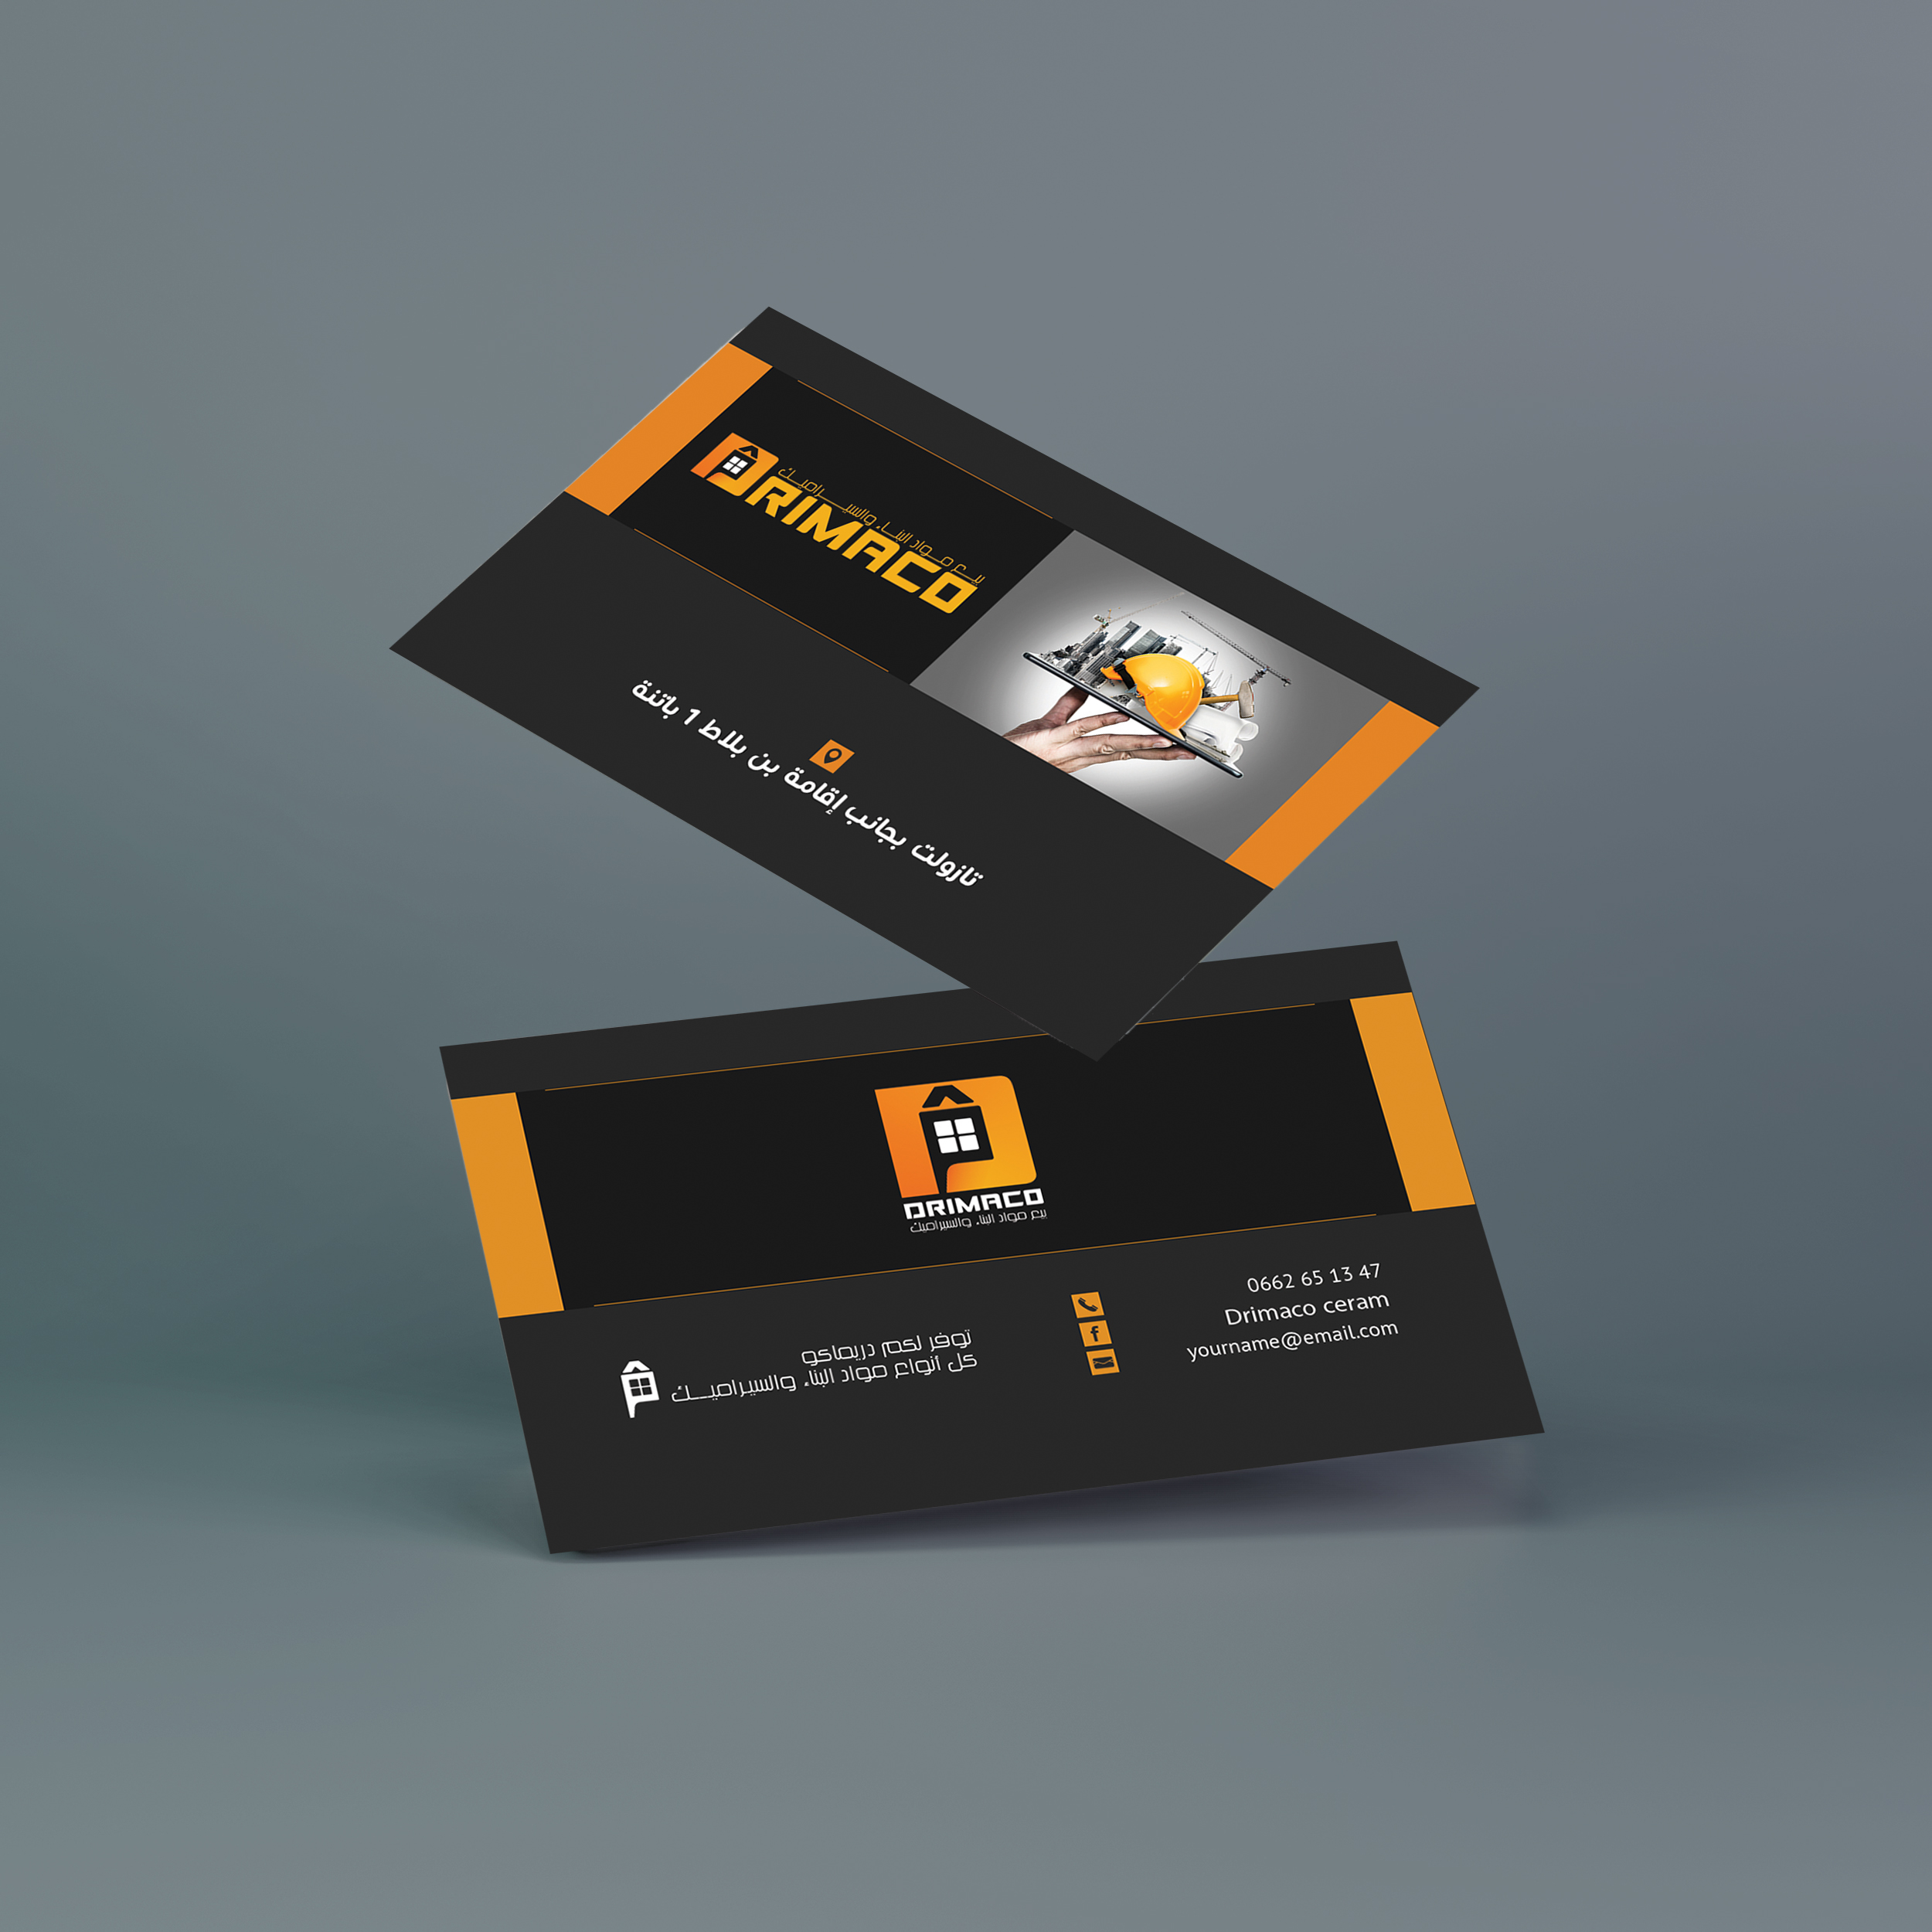 بيع مواد البناء والسيراميك
DRIMACO
تازولت بجانب إقامة بن بلاط 1 باتنة
DRIMACO
بيع مواد البناء والسيراميك
توفر لكم دريماكو
كل أنواع مواد البناء والسيراميك
0662 65 13 47
Drimaco ceram
yourname@email.com